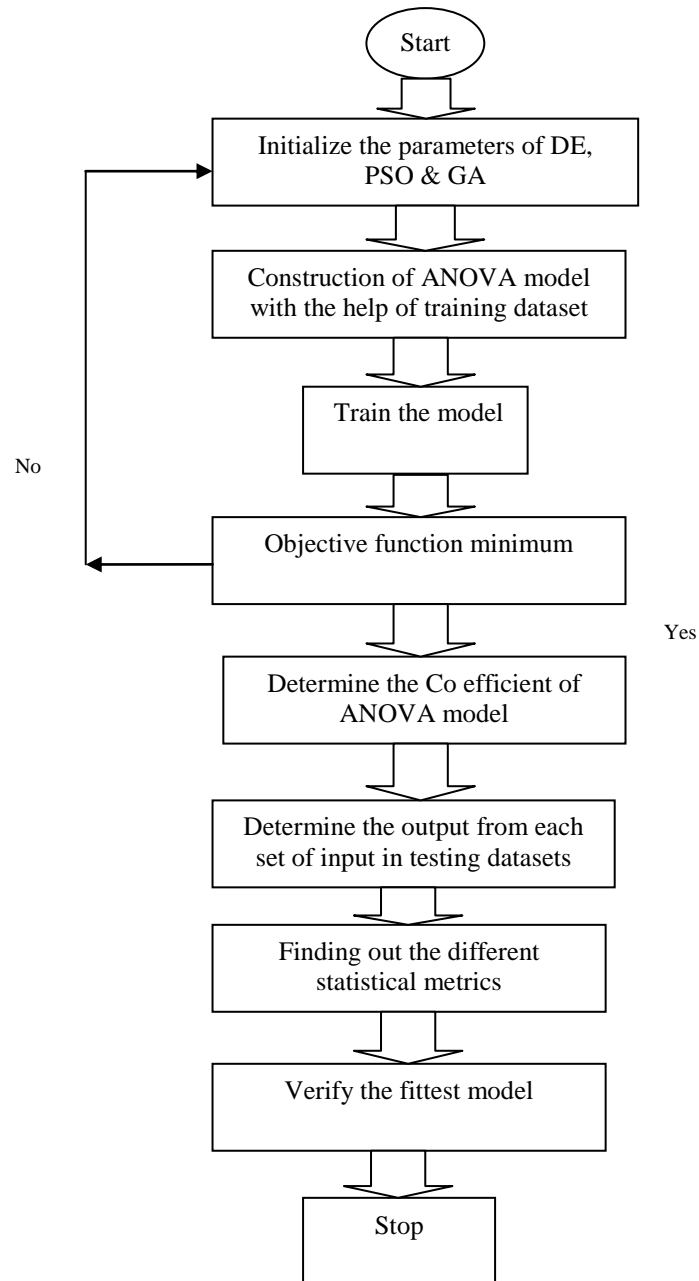 Start
Initialize the parameters of DE,
PSO & GA
Construction of ANOVA model
with the help of training dataset
Train the model
No
Objective function minimum
Yes
Determine the Co efficient of
ANOVA model
Determine the output from each
set of input in testing datasets
Finding out the different
statistical metrics
Verify the fittest model
Stop